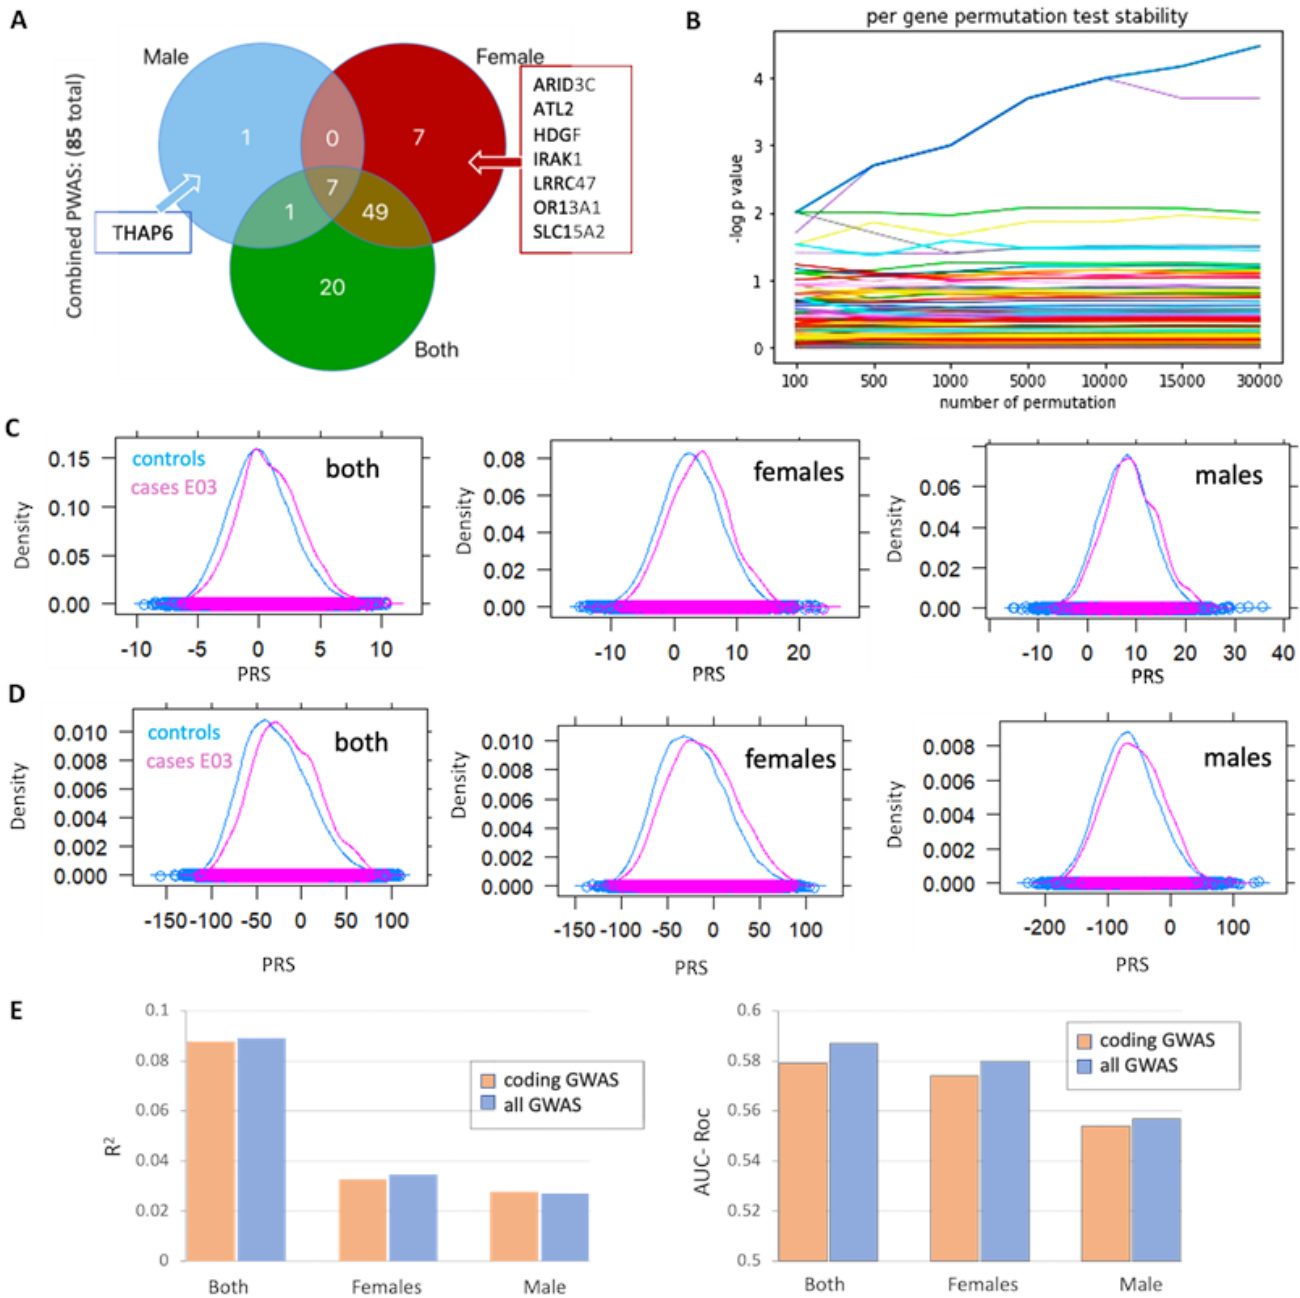 A
Male
Female
Combined PWAS: (85 total)
1
0
7
7
1
49
20
Both
THAP6
ARID3C
ATL2
HDGF
IRAK1
LRRC47
OR13A1
SLC15A2
B
per gene permutation test stability
-log p value
4
3
2
1
0
100 500 1000 5000 10000 15000 30000
number of permutation
C
controls
cases E03
both
Density
0.15
0.10
0.05
0.00
-10 -5 0 5 10
PRS
females
Density
0.08
0.06
0.04
0.02
0.00
-10 0 10 20
PRS
males
Density
0.06
0.04
0.02
0.00
-10 0 10 20 30 40
PRS
D
controls
cases E03
both
Density
0.010
0.008
0.006
0.004
0.002
0.000
-150 -100 -50 0 50 100
PRS
females
Density
0.010
0.008
0.006
0.004
0.002
0.000
-150 -100 -50 0 50 100
PRS
males
Density
0.008
0.006
0.004
0.002
0.000
-200 -100 0 100
PRS
E
R2
0.1
0.08
0.06
0.04
0.02
0
coding GWAS
all GWAS
Both Females Male
AUC- Roc
0.6
0.58
0.56
0.54
0.52
0.5
coding GWAS
all GWAS
Both Females Male